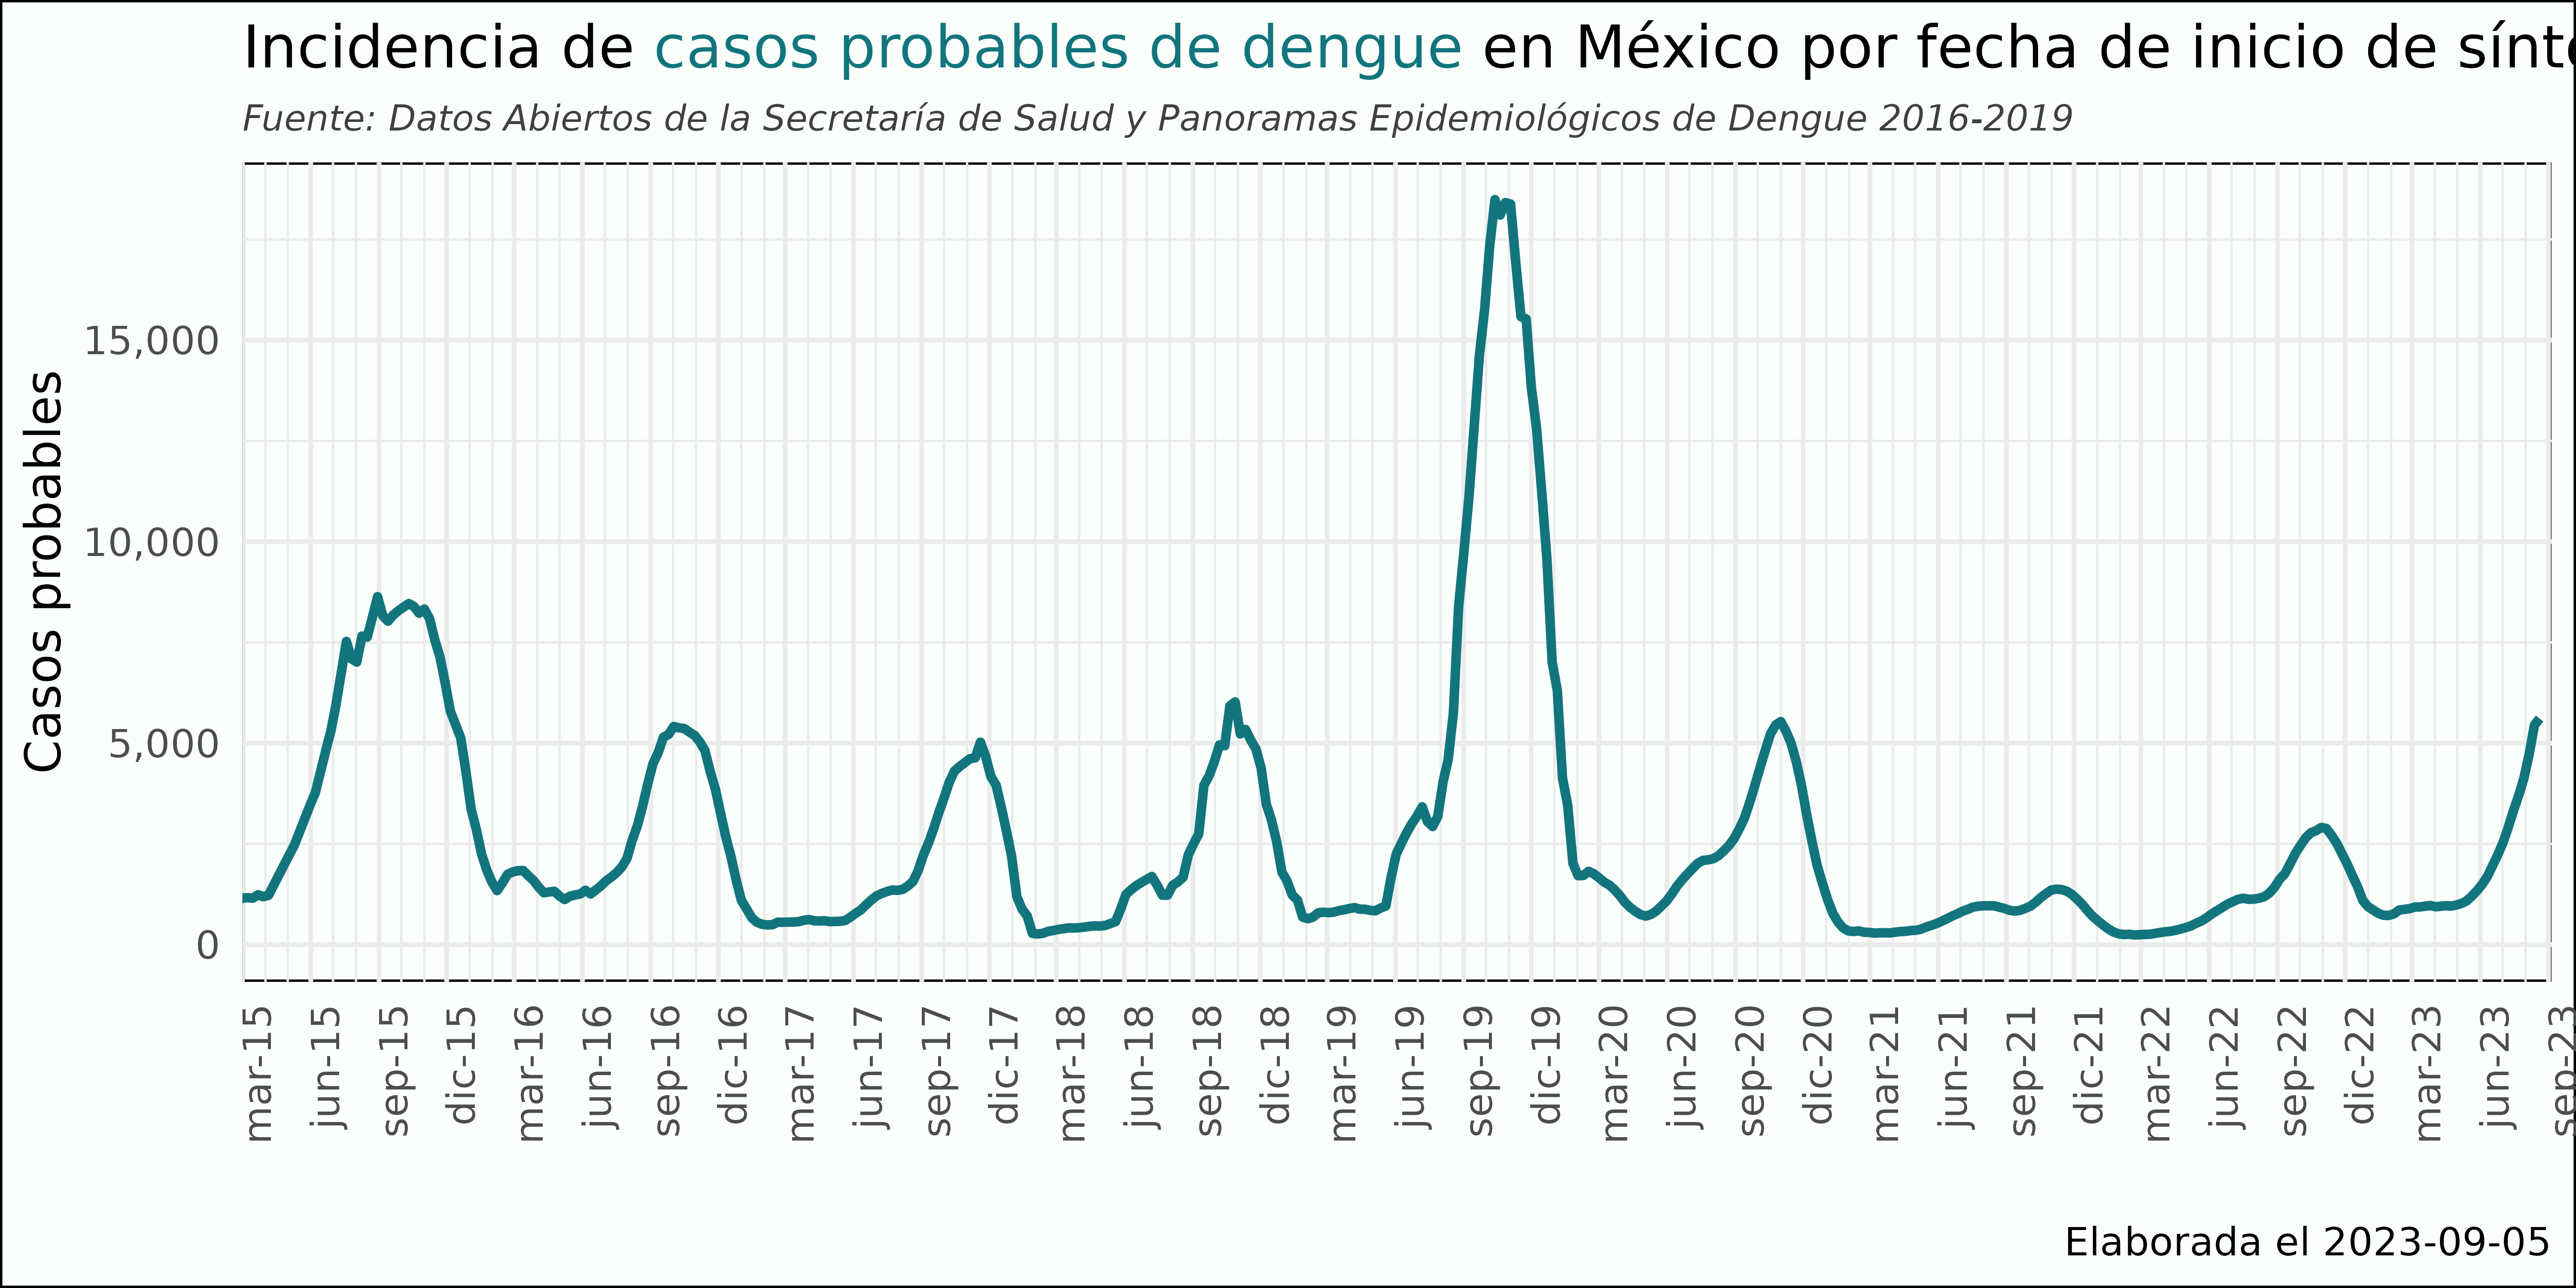 Incidencia de casos probables de dengue en México por fecha de inicio de sínt
Fuente: Datos Abiertos de la Secretaría de Salud y Panoramas Epidemiológicos de Dengue 2016-2019
Casos probables
15,000
10,000
5,000
0
mar-15
jun-15
sep-15
dic-15
mar-16
jun-16
sep-16
dic-16
mar-17
jun-17
sep-17
dic-17
mar-18
jun-18
sep-18
dic-18
mar-19
jun-19
sep-19
dic-19
mar-20
jun-20
sep-20
dic-20
mar-21
jun-21
sep-21
dic-21
mar-22
jun-22
sep-22
dic-22
mar-23
jun-23
sep-23
Elaborada el 2023-09-05